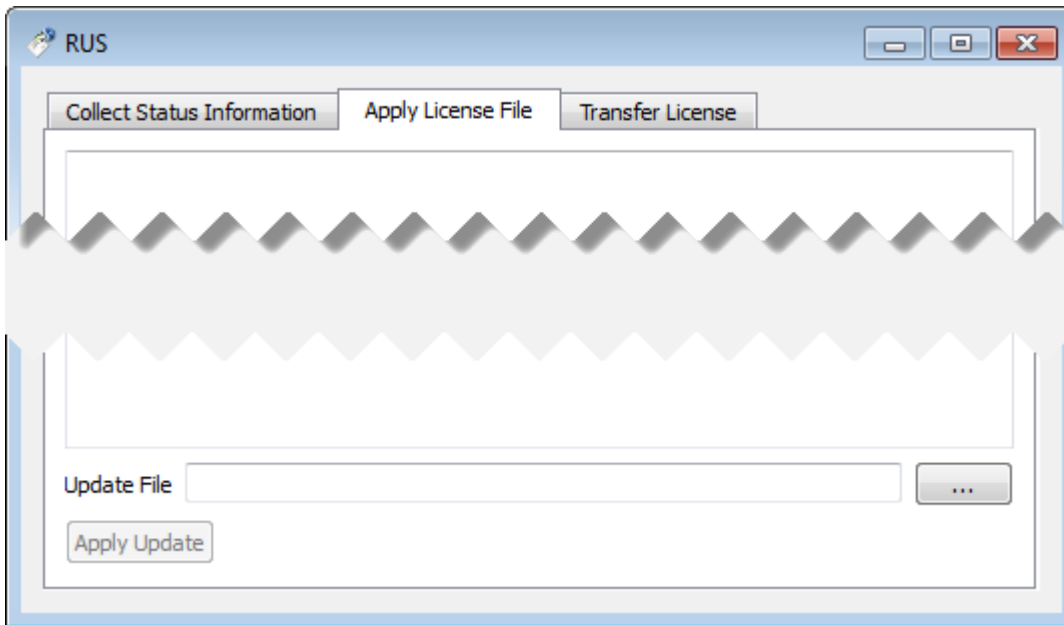 RUS
Collect Status Information Apply License File Transfer License
Update File ...
Apply Update